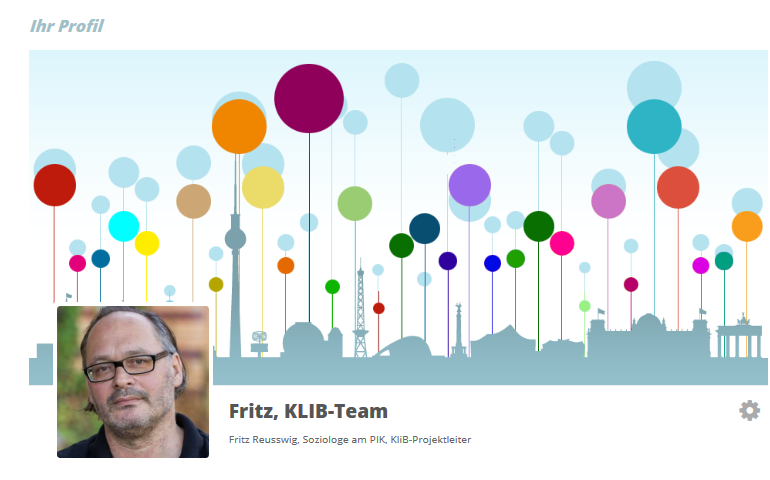 Ihr Profil
Fritz, KLIB-Team
Fritz Reusswig, Soziologe am PIK, KliB-Projektleiter